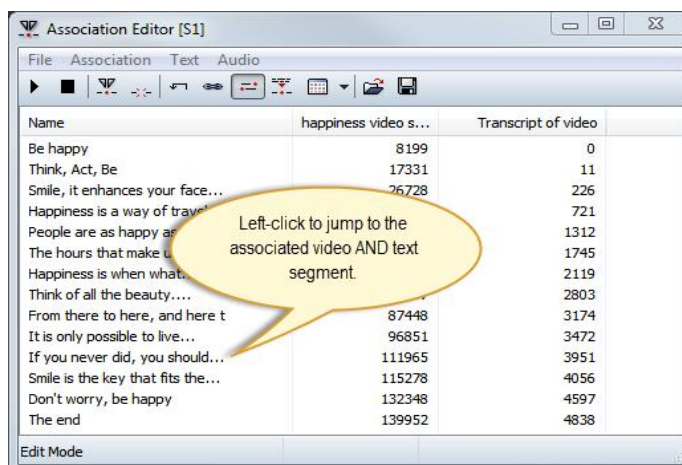 Association Editor [S1]
File Association Text Audio
Name happiness video s... Transcript of video
Be happy 8199 0
Think, Act, Be 17331 11
Smile, it enhances your face... 26728 226
Happiness is a way of 721
People are as happy 1312
The hours that make 1745
Happiness is when what 2119
Think of all the beauty.... 2803
From there to here, and here t 87448 3174
It is only possible to live... 96851 3472
If you never did, you should... 111965 3951
Smile is the key that fits the... 115278 4056
Don't worry, be happy 132348 4597
The end 139952 4838
Left-click to jump to the
associated video AND text
segment.
Edit Mode